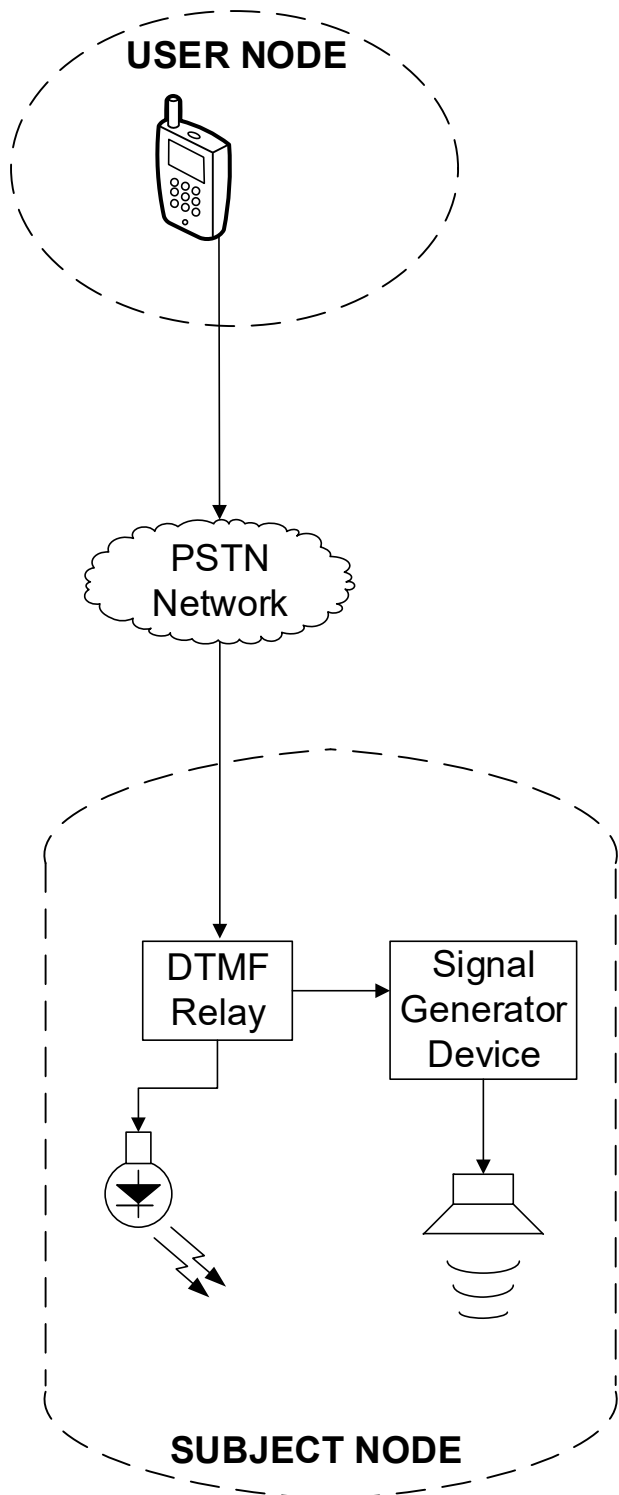 USER NODE
PSTN
Network
DTMF
Relay
Signal
Generator
Device
SUBJECT NODE